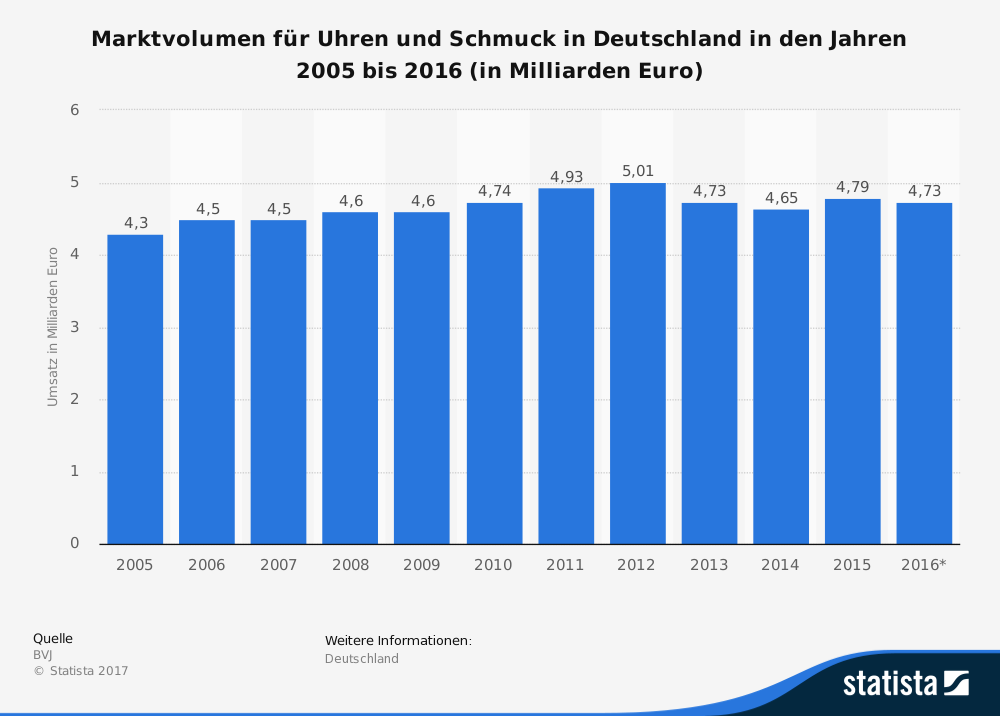 Marktvolumen für Uhren und Schmuck in Deutschland in den Jahren
2005 bis 2016 (in Milliarden Euro)
Umsatz in Milliarden Euro
6
5
4
3
2
1
0
4,3
4,5
4,5
4,6
4,6
4,74
4,93
5,01
4,73
4,65
4,79
4,73
2005 2006 2007 2008 2009 2010 2011 2012 2013 2014 2015 2016*
Quelle
BVJ
© Statista 2017
Weitere Informationen:
Deutschland
statista